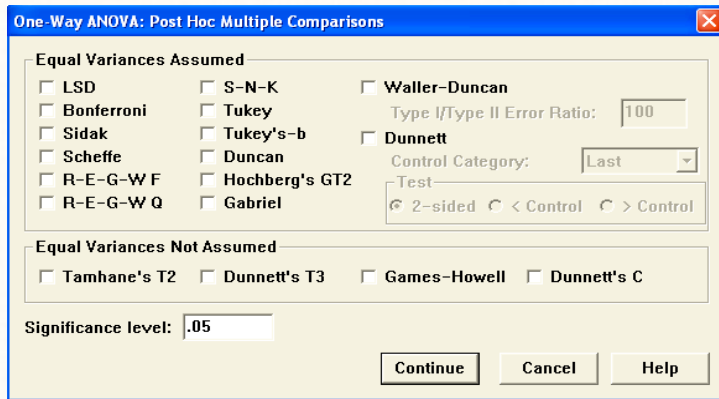 One-Way ANOVA: Post Hoc Multiple Comparisons
Equal Variances Assumed
LSD
Bonferroni
Sidak
Scheffe
R-E-G-W F
R-E-G-W Q
S-N-K
Tukey
Tukey's-b
Duncan
Hochberg's GT2
Gabriel
Waller-Duncan
Type I/Type II Error Ratio: 100
Dunnett
Control Category: Last
Test
2-sided < Control > Control
Equal Variances Not Assumed
Tamhane's T2 Dunnett's T3 Games-Howell Dunnett's C
Significance level: .05
Continue Cancel Help